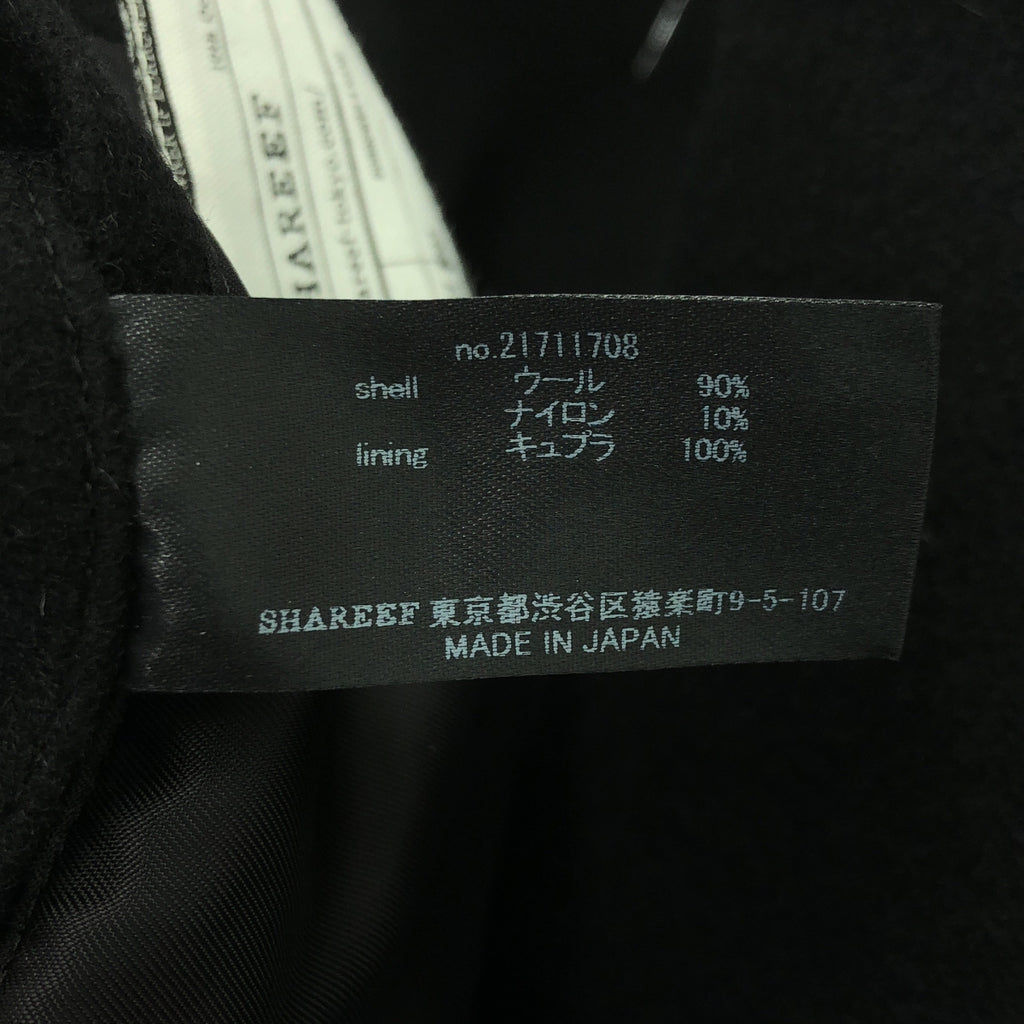 SHAREEF
no.21711708
shell ウール 90%
ナイロン 10%
lining キュプラ 100%
SHAREEF 東京都渋谷区猿楽町9-5-107
MADE IN JAPAN